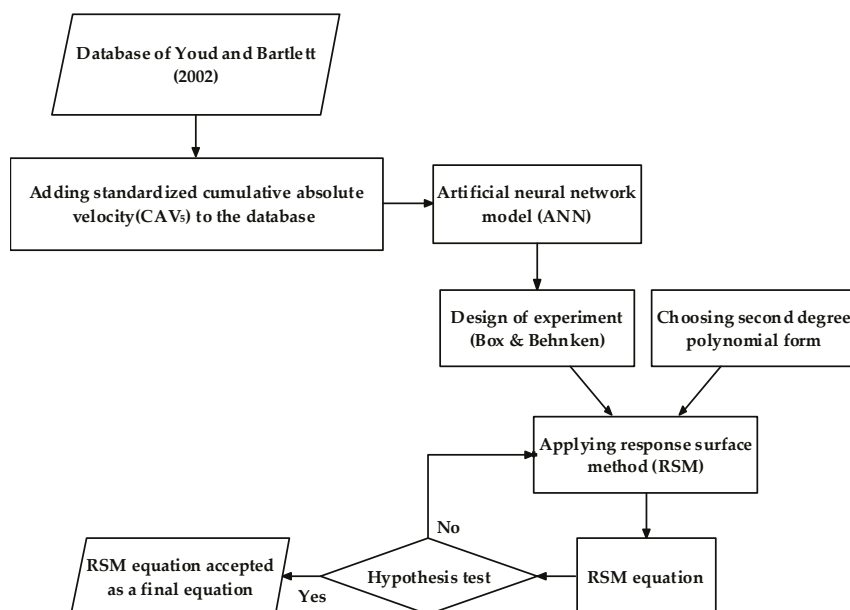 Database of Youd and Bartlett
(2002)
Adding standardized cumulative absolute
velocity(CAV₅) to the database
Artificial neural network
model (ANN)
Design of experiment
(Box & Behnken)
Choosing second degree
polynomial form
Applying response surface
method (RSM)
No
RSM equation accepted
as a final equation
Yes
Hypothesis test
RSM equation